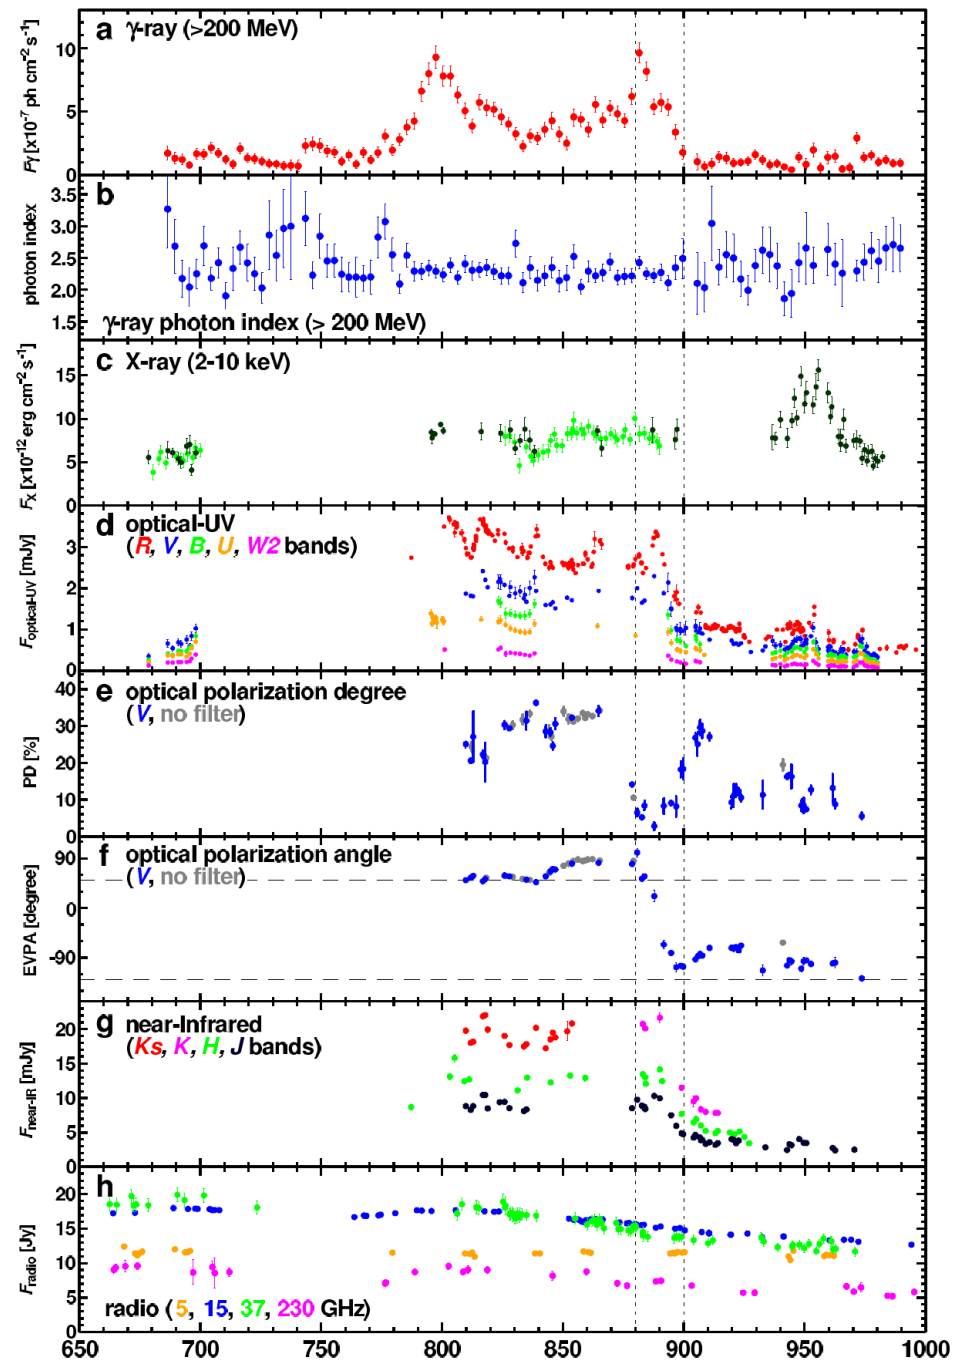 a γ-ray (>200 MeV)
10
5
0
Fγ [x10-7 ph cm-2 s-1]
b
3.5
3.0
2.5
2.0
1.5
photon index
γ-ray photon index (> 200 MeV)
c X-ray (2-10 keV)
15
10
5
0
FX [x10-12 erg cm-2 s-1]
d optical-UV
(R, V, B, U, W2 bands)
3
2
1
0
Foptical-UV [mJy]
e optical polarization degree
(V, no filter)
40
30
20
10
0
PD [%]
f optical polarization angle
(V, no filter)
90
0
-90
EVPA [degree]
g near-Infrared
(Ks, K, H, J bands)
20
15
10
5
0
Fnear-IR [mJy]
h
20
15
10
5
0
Fradio [Jy]
radio (5, 15, 37, 230 GHz)
650 700 750 800 850 900 950 1000